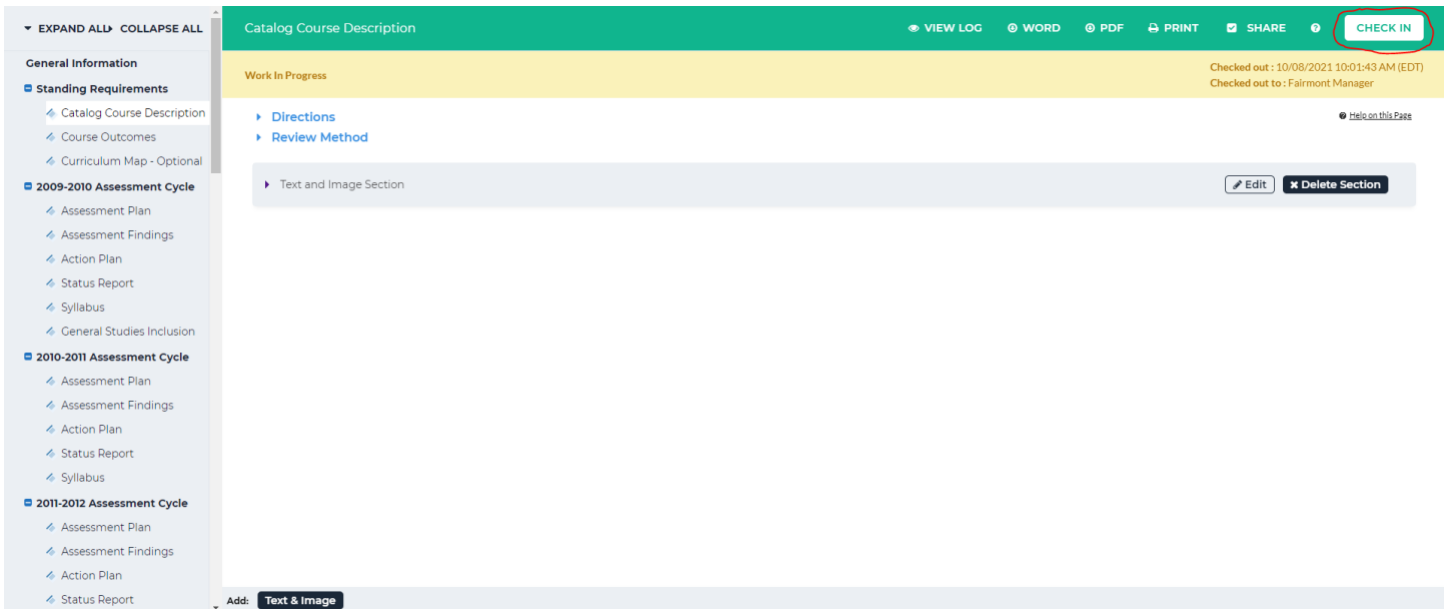 EXPAND ALL COLLAPSE ALL
General Information
Standing Requirements
Catalog Course Description
Course Outcomes
Curriculum Map - Optional
2009-2010 Assessment Cycle
Assessment Plan
Assessment Findings
Action Plan
Status Report
Syllabus
General Studies Inclusion
2010-2011 Assessment Cycle
Assessment Plan
Assessment Findings
Action Plan
Status Report
Syllabus
2011-2012 Assessment Cycle
Assessment Plan
Assessment Findings
Action Plan
Status Report
Catalog Course Description
VIEW LOG WORD PDF PRINT SHARE CHECK IN
Work In Progress
Checked out : 10/08/2021 10:01:43 AM (EDT)
Checked out to : Fairmont Manager
Directions
Help on this Page
Review Method
Text and Image Section
Edit Delete Section
Add: Text & Image